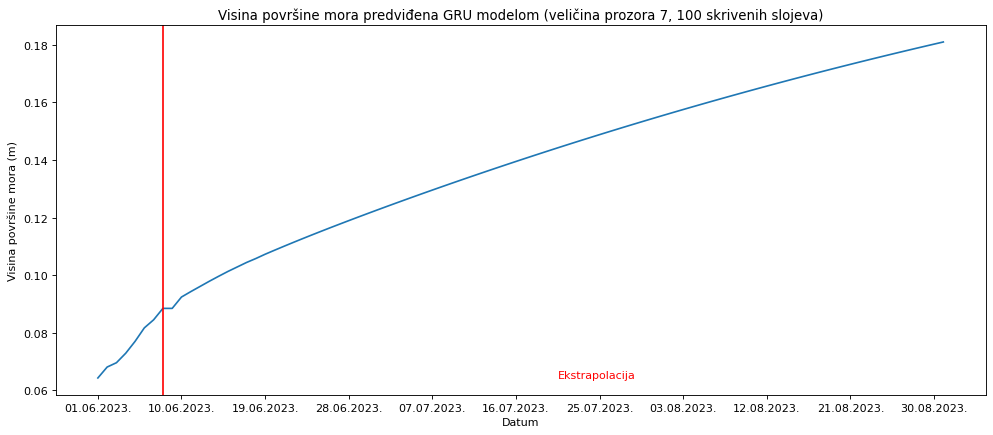 Visina površine mora predviđena GRU modelom (veličina prozora 7, 100 skrivenih slojeva)
Visina površine mora (m)
0.18
0.16
0.14
0.12
0.10
0.08
0.06
Ekstrapolacija
01.06.2023. 10.06.2023. 19.06.2023. 28.06.2023. 07.07.2023. 16.07.2023. 25.07.2023. 03.08.2023. 12.08.2023. 21.08.2023. 30.08.2023.
Datum